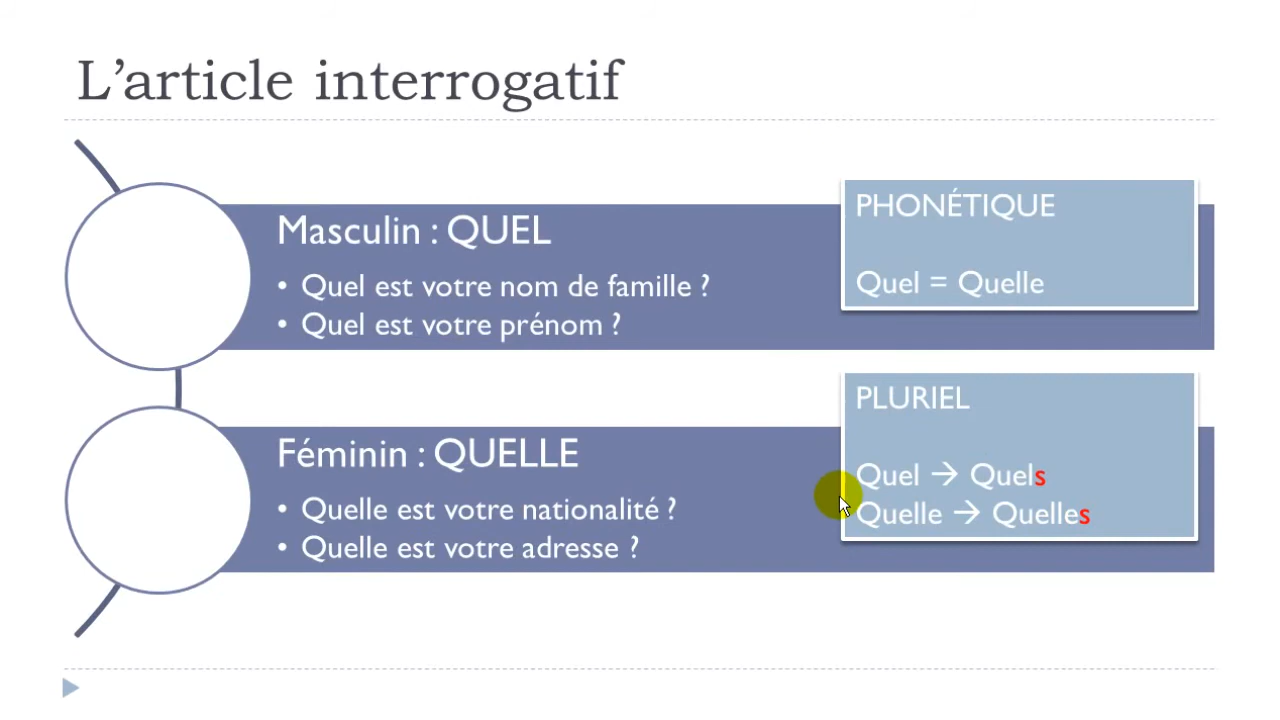 L’article interrogatif
Masculin : QUEL
• Quel est votre nom de famille ?
• Quel est votre prénom ?
PHONÉTIQUE
Quel = Quelle
Féminin : QUELLE
• Quelle est votre nationalité ?
• Quelle est votre adresse ?
PLURIEL
Quel → Quels
Quelle → Quelles